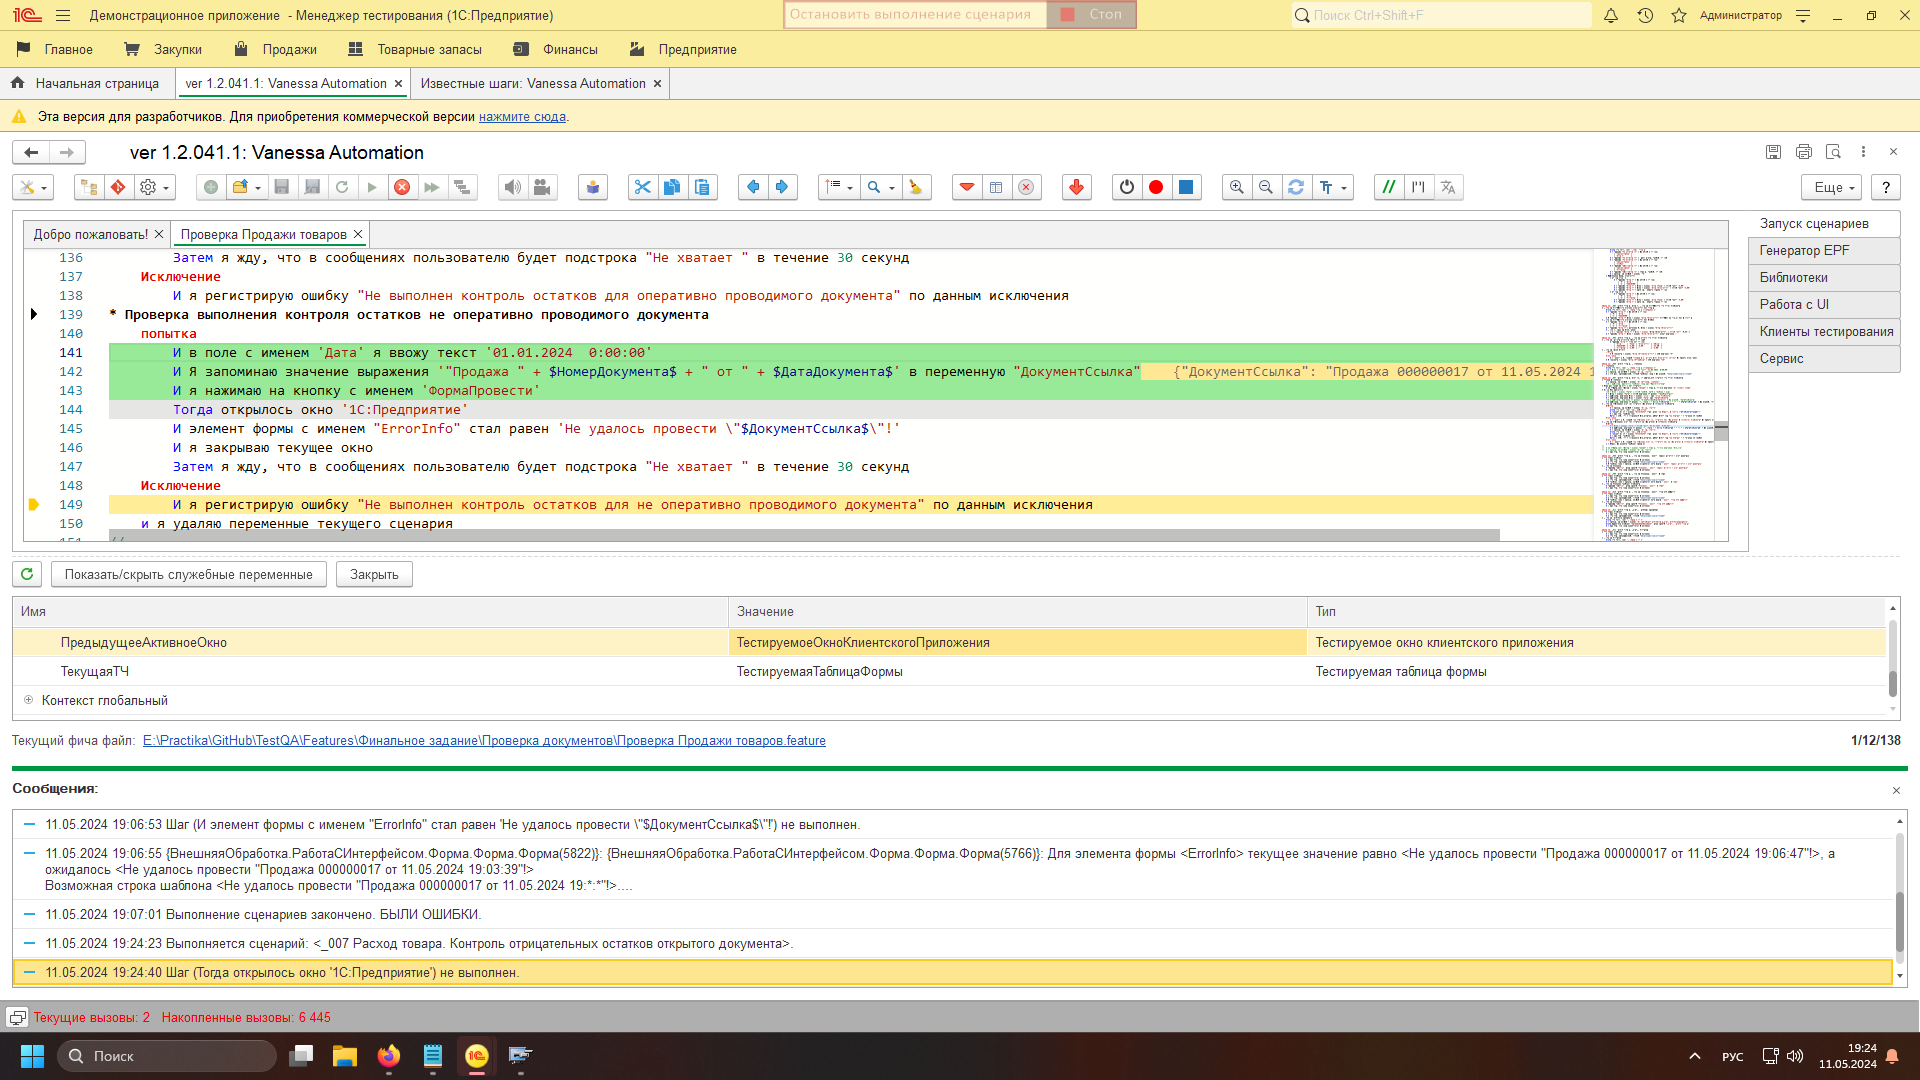 Демонстрационное приложение - Менеджер тестирования (1С:Предприятие)
Остановить выполнение сценария
Стоп
Поиск Ctrl+Shift+F
Администратор
Главное
Закупки
Продажи
Товарные запасы
Финансы
Предприятие
Начальная страница
ver 1.2.041.1: Vanessa Automation
Известные шаги: Vanessa Automation
Эта версия для разработчиков. Для приобретения коммерческой версии нажмите сюда.
ver 1.2.041.1: Vanessa Automation
Еще
?
Добро пожаловать!
Проверка Продажи товаров
136 Затем я жду, что в сообщениях пользователю будет подстрока "Не хватает " в течение 30 секунд
137 Исключение
138 И я регистрирую ошибку "Не выполнен контроль остатков для оперативно проводимого документа" по данным исключения
139 * Проверка выполнения контроля остатков не оперативно проводимого документа
140 попытка
141 И в поле с именем 'Дата' я ввожу текст '01.01.2024  0:00:00'
142 И Я запоминаю значение выражения '"Продажа " + $НомерДокумента$ + " от " + $ДатаДокумента$' в переменную "ДокументСсылка" {"ДокументСсылка": "Продажа 000000017 от 11.05.2024 1
143 И я нажимаю на кнопку с именем 'ФормаПровести'
144 Тогда открылось окно '1С:Предприятие'
145 И элемент формы с именем "ErrorInfo" стал равен 'Не удалось провести \"$ДокументСсылка$\"!'
146 И я закрываю текущее окно
147 Затем я жду, что в сообщениях пользователю будет подстрока "Не хватает " в течение 30 секунд
148 Исключение
149 И я регистрирую ошибку "Не выполнен контроль остатков для не оперативно проводимого документа" по данным исключения
150 и я удаляю переменные текущего сценария
151 //
Запуск сценариев
Генератор EPF
Библиотеки
Работа с UI
Клиенты тестирования
Сервис
Показать/скрыть служебные переменные
Закрыть
Имя Значение Тип
ПредыдущееАктивноеОкно ТестируемоеОкноКлиентскогоПриложения Тестируемое окно клиентского приложения
ТекущаяТЧ ТестируемаяТаблицаФормы Тестируемая таблица формы
Контекст глобальный
Текущий фича файл: E:\Practika\GitHub\TestQA\Features\Финальное задание\Проверка документов\Проверка Продажи товаров.feature
1/12/138
Сообщения:
11.05.2024 19:06:53 Шаг (И элемент формы с именем "ErrorInfo" стал равен 'Не удалось провести \"$ДокументСсылка$\"!') не выполнен.
11.05.2024 19:06:55 {ВнешняяОбработка.РаботаСИнтерфейсом.Форма.Форма.Форма(5822)}: {ВнешняяОбработка.РаботаСИнтерфейсом.Форма.Форма.Форма(5766)}: Для элемента формы <ErrorInfo> текущее значение равно <Не удалось провести "Продажа 000000017 от 11.05.2024 19:06:47"!>, а
ожидалось <Не удалось провести "Продажа 000000017 от 11.05.2024 19:03:39"!>
Возможная строка шаблона <Не удалось провести "Продажа 000000017 от 11.05.2024 19:*:*"!>....
11.05.2024 19:07:01 Выполнение сценариев закончено. БЫЛИ ОШИБКИ.
11.05.2024 19:24:23 Выполняется сценарий: <_007 Расход товара. Контроль отрицательных остатков открытого документа>.
11.05.2024 19:24:40 Шаг (Тогда открылось окно '1С:Предприятие') не выполнен.
Текущие вызовы: 2 Накопленные вызовы: 6 445
Поиск
РУС
19:24
11.05.2024